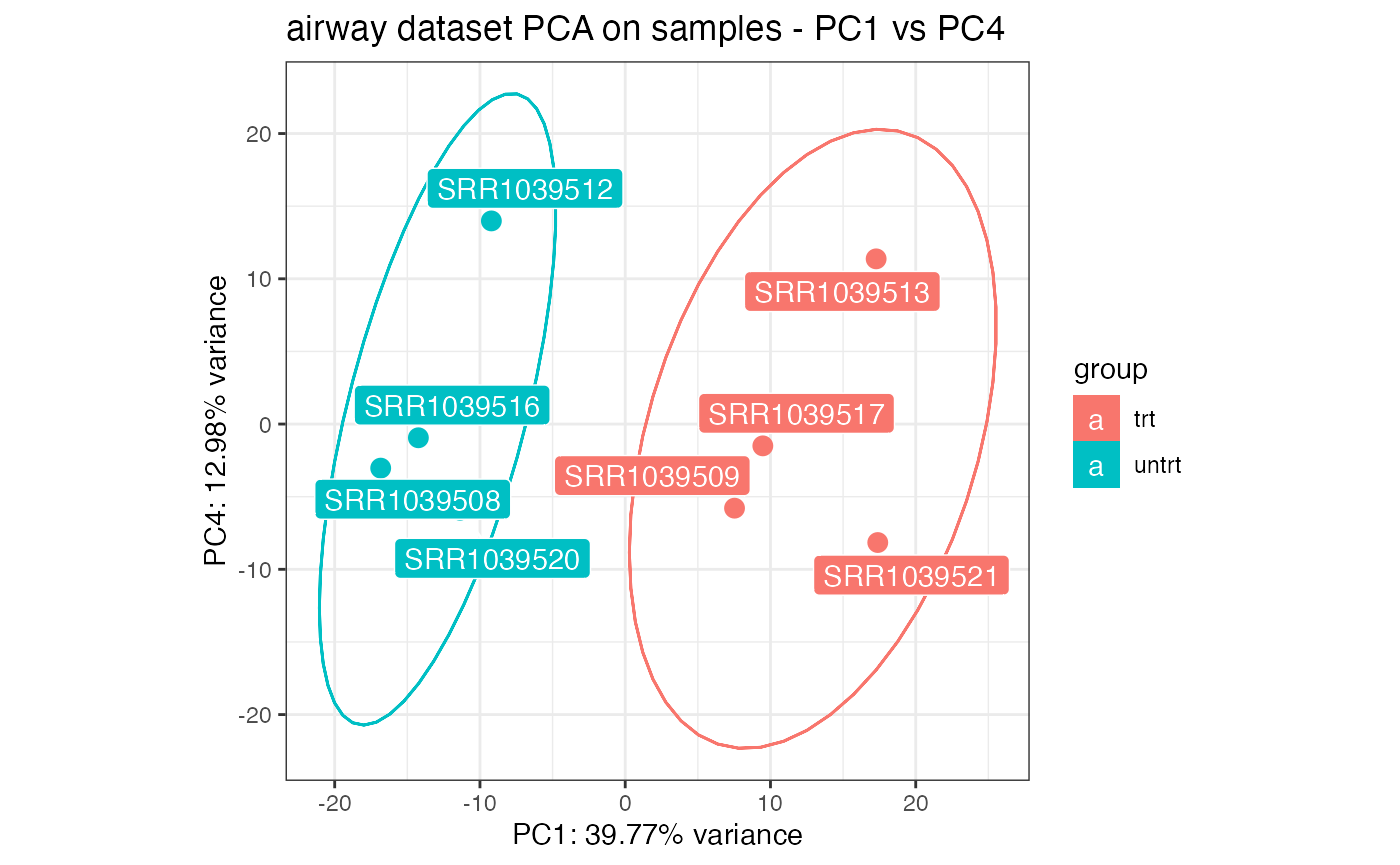 airway dataset PCA on samples - PC1 vs PC4
PC4: 12.98% variance
20
10
0
-10
-20
SRR1039512
SRR1039513
SRR1039516
SRR1039517
SRR1039509
SRR1039508
SRR1039520
SRR1039521
-20
-10
0
10
20
PC1: 39.77% variance
group
a trt
a untrt